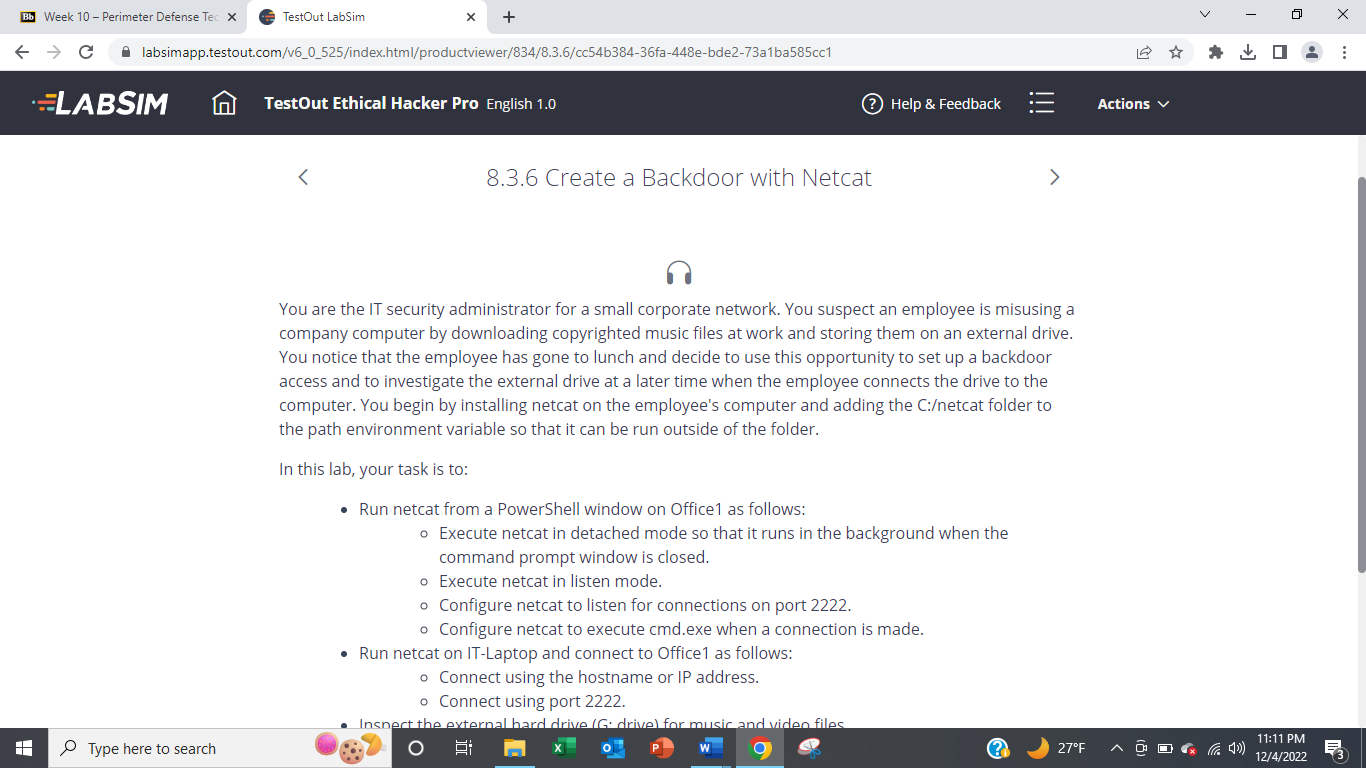 Week 10 – Perimeter Defense Tec
TestOut LabSim
labsimapp.testout.com/v6_0_525/index.html/productviewer/834/8.3.6/cc54b384-36fa-448e-bde2-73a1ba585cc1
LABSIM
TestOut Ethical Hacker Pro English 1.0
? Help & Feedback
Actions
8.3.6 Create a Backdoor with Netcat
You are the IT security administrator for a small corporate network. You suspect an employee is misusing a
company computer by downloading copyrighted music files at work and storing them on an external drive.
You notice that the employee has gone to lunch and decide to use this opportunity to set up a backdoor
access and to investigate the external drive at a later time when the employee connects the drive to the
computer. You begin by installing netcat on the employee's computer and adding the C:/netcat folder to
the path environment variable so that it can be run outside of the folder.
In this lab, your task is to:
• Run netcat from a PowerShell window on Office1 as follows:
○ Execute netcat in detached mode so that it runs in the background when the
command prompt window is closed.
○ Execute netcat in listen mode.
○ Configure netcat to listen for connections on port 2222.
○ Configure netcat to execute cmd.exe when a connection is made.
• Run netcat on IT-Laptop and connect to Office1 as follows:
○ Connect using the hostname or IP address.
○ Connect using port 2222.
• Inspect the external hard drive (G: drive) for music and video files
Type here to search
27°F
11:11 PM
12/4/2022
3